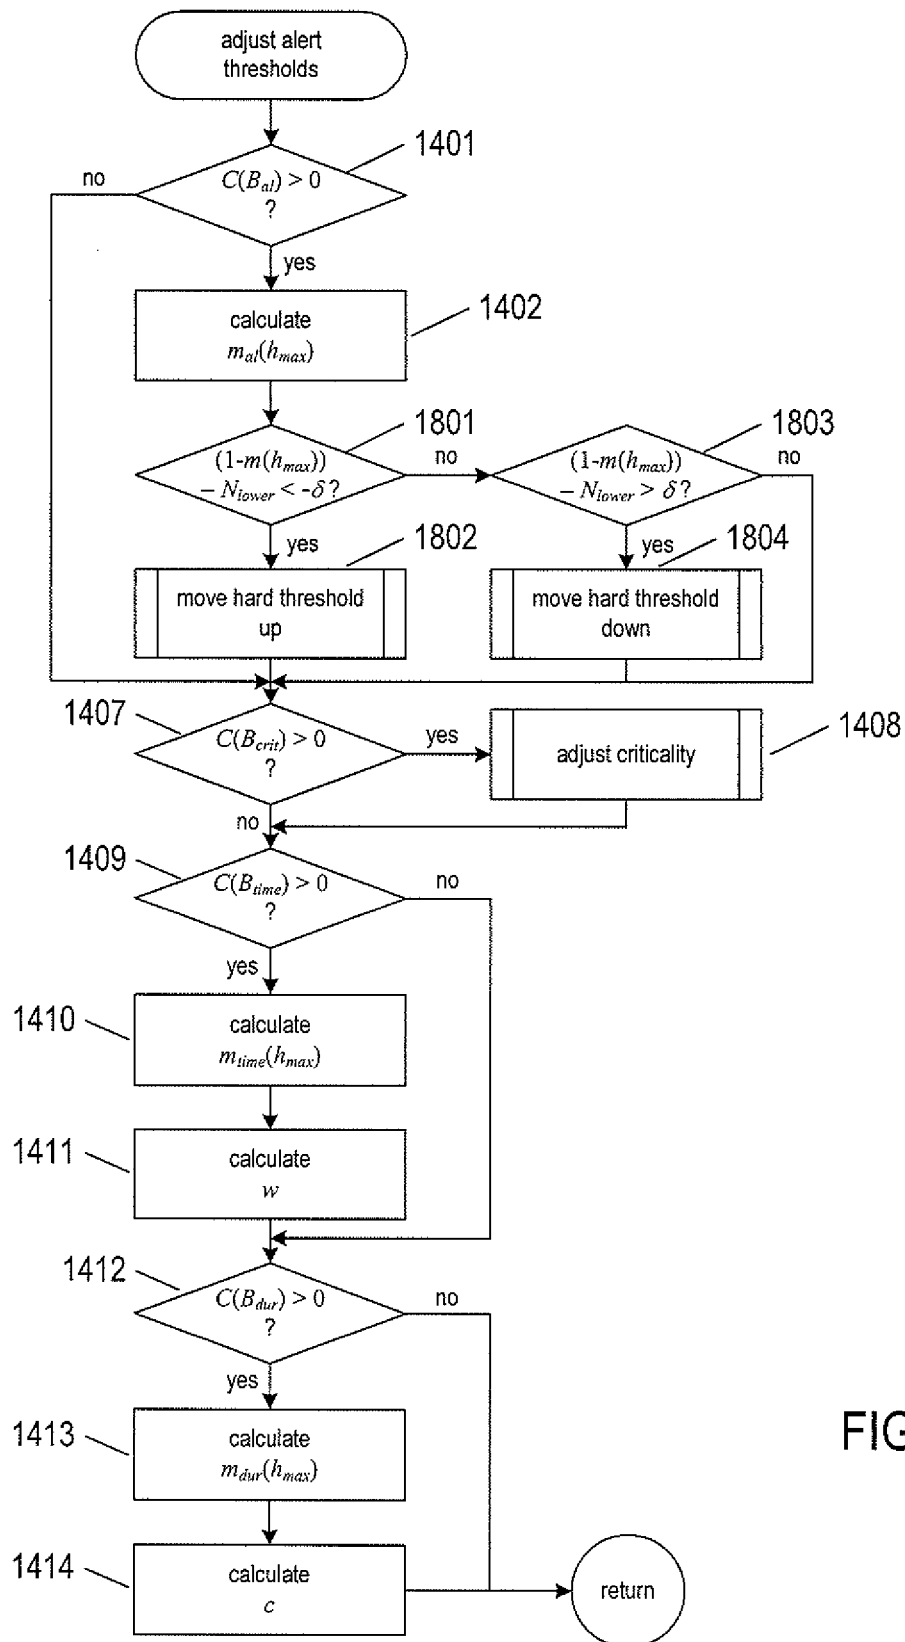 adjust alert
thresholds
1401
no
C(B_al) > 0
?
yes
1402
calculate
m_al(h_max)
1801
1803
(1-m(h_max))
– N_lower < -δ ?
no
(1-m(h_max))
– N_lower > δ ?
no
yes
1802
yes
1804
move hard threshold
up
move hard threshold
down
1407
C(B_crit) > 0
?
yes
adjust criticality
1408
no
1409
C(B_time) > 0
?
no
yes
1410
calculate
m_time(h_max)
1411
calculate
w
1412
C(B_dur) > 0
?
no
yes
1413
calculate
m_dur(h_max)
FIG
1414
calculate
c
return